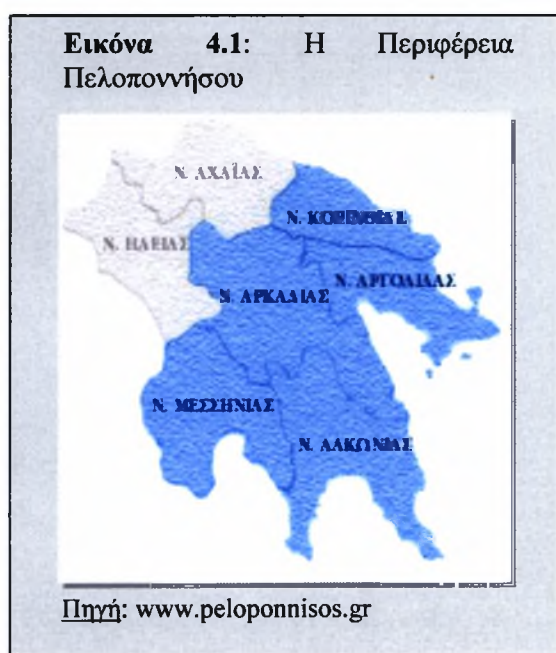 Εικόνα 4.1: Η Περιφέρεια
Πελοποννήσου
Ν. ΑΧΑΪΑΣ
Ν. ΚΟΡΙΝΘΙΑΣ
Ν. ΗΛΕΙΑΣ
Ν. ΑΡΓΟΛΙΔΑΣ
Ν. ΑΡΚΑΔΙΑΣ
Ν. ΜΕΣΣΗΝΙΑΣ
Ν. ΛΑΚΩΝΙΑΣ
Πηγή: www.peloponnisos.gr